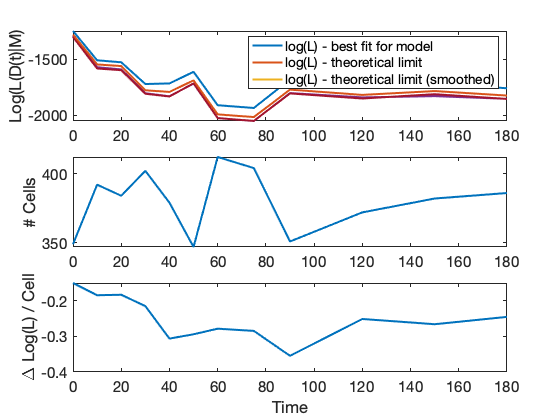 Log(L(D(t)|M)
-1500
-2000
log(L) - best fit for model
log(L) - theoretical limit
log(L) - theoretical limit (smoothed)
0 20 40 60 80 100 120 140 160 180
# Cells
400
350
0 20 40 60 80 100 120 140 160 180
Δ Log(L) / Cell
-0.2
-0.3
-0.4
0 20 40 60 80 100 120 140 160 180
Time